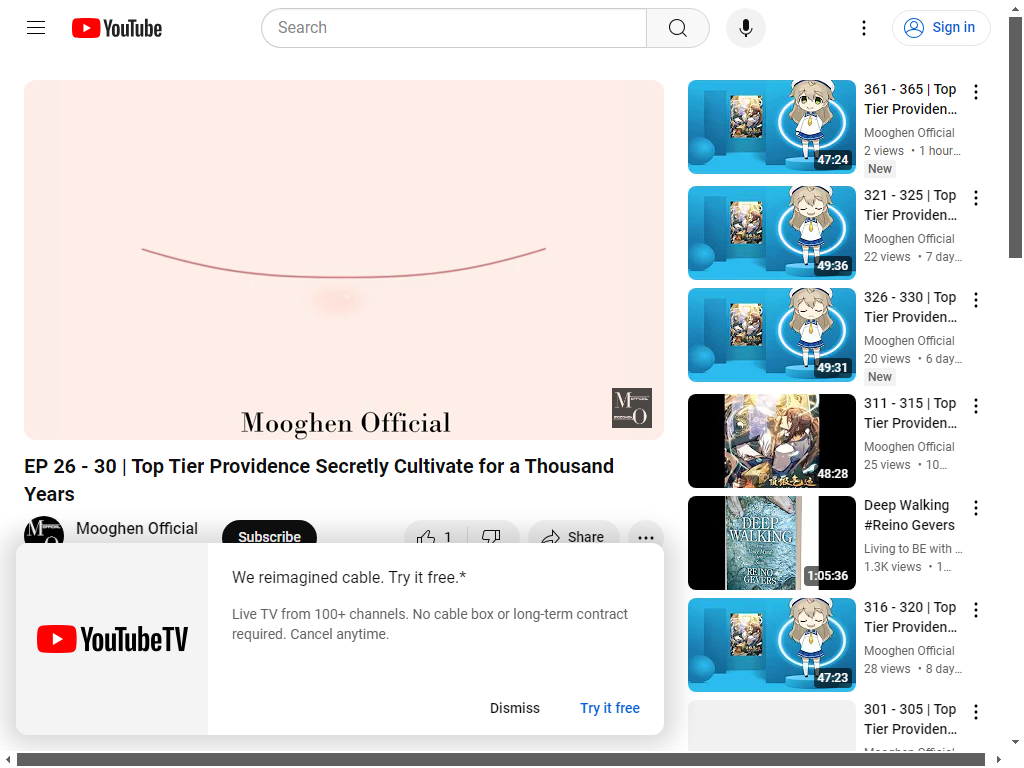 YouTube
Search
Sign in
Mooghen Official
EP 26 - 30 | Top Tier Providence Secretly Cultivate for a Thousand
Years
Mooghen Official
Subscribe
1
Share
We reimagined cable. Try it free.*
Live TV from 100+ channels. No cable box or long-term contract
required. Cancel anytime.
YouTubeTV
Dismiss
Try it free
47:24
361 - 365 | Top
Tier Providen...
Mooghen Official
2 views • 1 hour...
New
49:36
321 - 325 | Top
Tier Providen...
Mooghen Official
22 views • 7 day...
49:31
326 - 330 | Top
Tier Providen...
Mooghen Official
20 views • 6 day...
New
48:28
311 - 315 | Top
Tier Providen...
Mooghen Official
25 views • 10...
DEEP
WALKING
REINO
GEVERS
1:05:36
Deep Walking
#Reino Gevers
Living to BE with ...
1.3K views • 1...
47:23
316 - 320 | Top
Tier Providen...
Mooghen Official
28 views • 8 day...
301 - 305 | Top
Tier Providen...
Mooghen Official